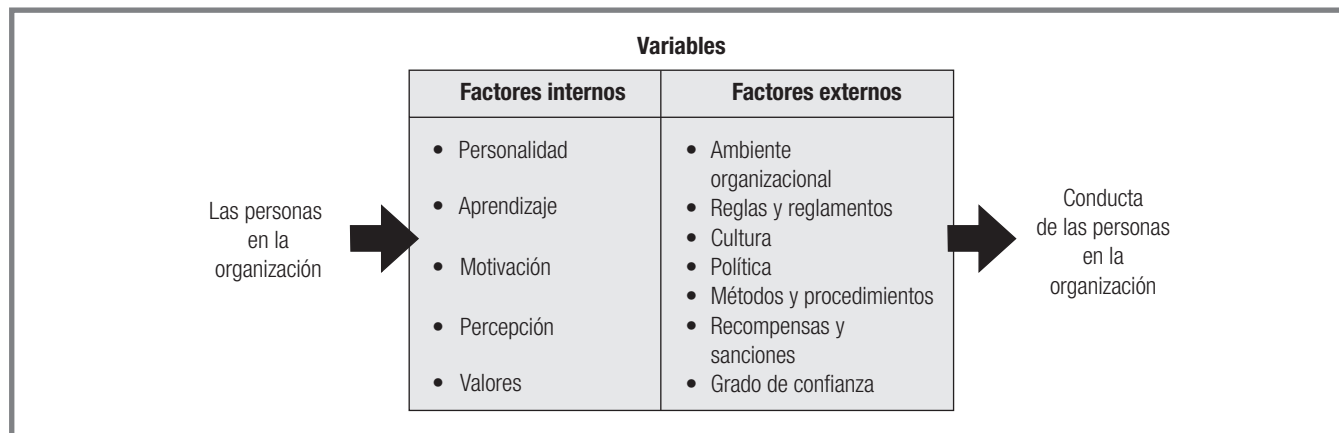 Variables
Las personas
en la
organización
Factores internos
• Personalidad
• Aprendizaje
• Motivación
• Percepción
• Valores
Factores externos
• Ambiente
organizacional
• Reglas y reglamentos
• Cultura
• Política
• Métodos y procedimientos
• Recompensas y
sanciones
• Grado de confianza
Conducta
de las personas
en la
organización